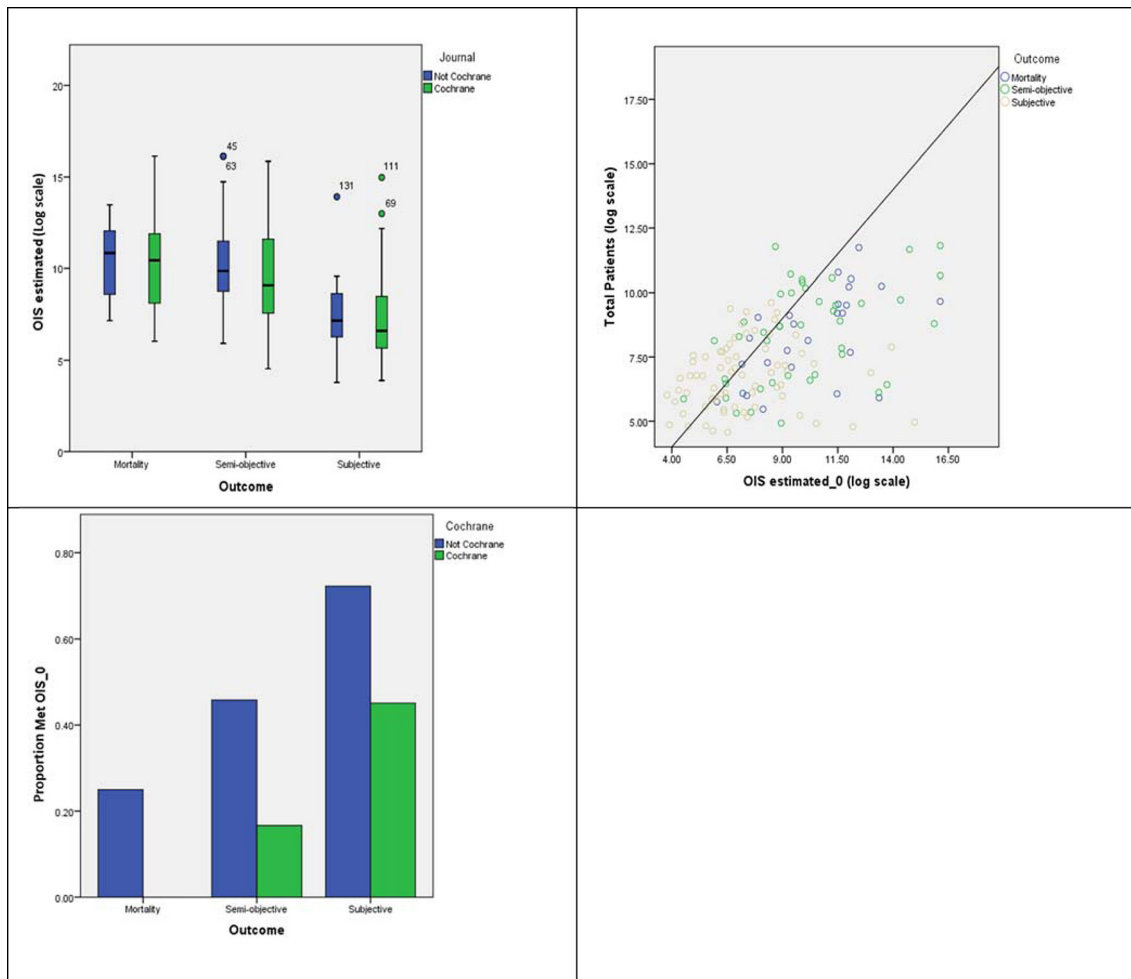 Journal
Not Cochrane
Cochrane
OIS estimated (Log scale)
20
15
10
5
0
45
63
131
111
69
Mortality
Semi-objective
Subjective
Outcome
Outcome
Mortality
Semi-objective
Subjective
Total Patients (log scale)
17.50
15.00
12.50
10.00
7.50
5.00
4.00
6.50
9.00
11.50
14.00
16.50
OIS estimated_0 (log scale)
Cochrane
Not Cochrane
Cochrane
Proportion Met OIS_0
0.80
0.60
0.40
0.20
0.00
Mortality
Semi-objective
Subjective
Outcome